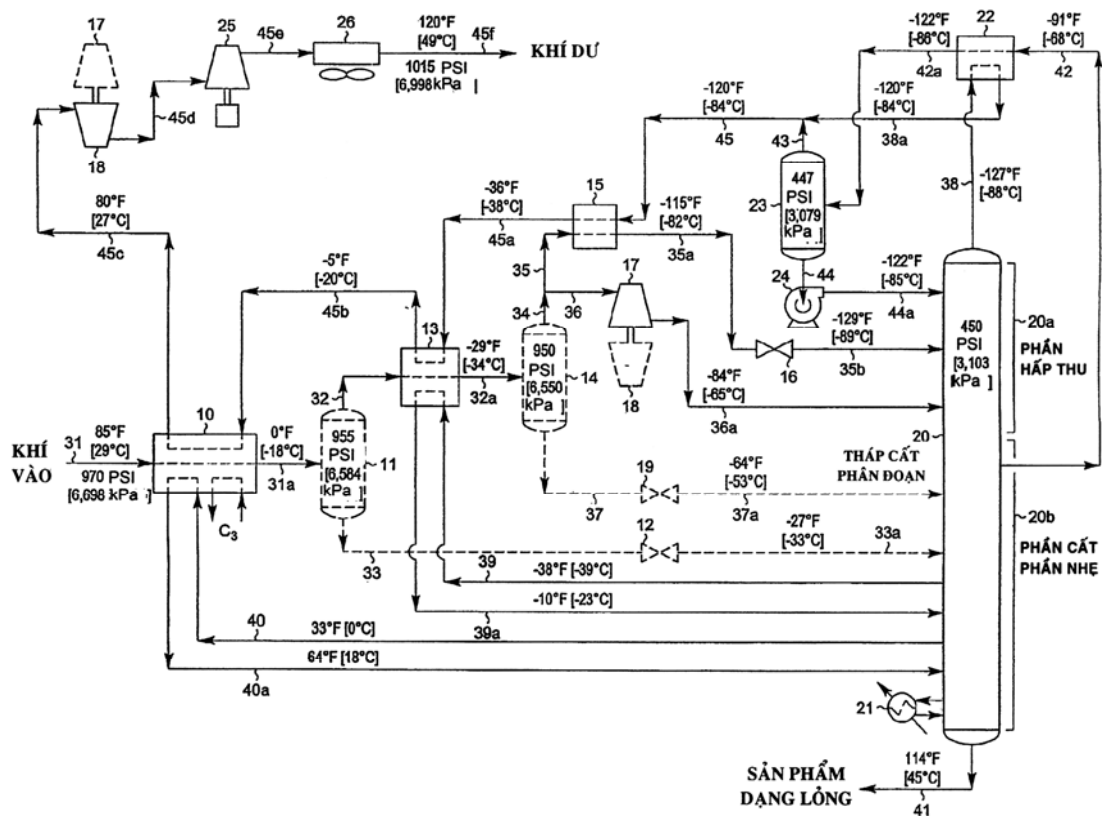 17
18
45d
25
45e
26
120°F
[49°C]
45f
KHÍ DƯ
1015 PSI
[6,998 kPa]
-122°F
[-86°C]
42a
22
-91°F
[-68°C]
42
-120°F
[-84°C]
45
43
-120°F
[-84°C]
38a
38
-127°F
[-88°C]
80°F
[27°C]
45c
-36°F
[-38°C]
45a
15
-115°F
[-82°C]
35a
23
447
PSI
[3,079
kPa]
44
24
-122°F
[-85°C]
44a
-5°F
[-20°C]
45b
35
34
36
17
18
16
-129°F
[-89°C]
35b
450
PSI
[3,103
kPa]
20a
PHẦN
HẤP THU
13
-29°F
[-34°C]
32a
32
950
PSI
[6,550
kPa]
14
-84°F
[-65°C]
36a
20
KHÍ
VÀO
31
85°F
[29°C]
970 PSI
[6,698 kPa]
10
C3
0°F
[-18°C]
31a
955
PSI
[6,584
kPa]
11
THÁP CẤT
PHÂN ĐOẠN
37
19
-64°F
[-53°C]
37a
33
12
-27°F
[-33°C]
33a
20b
PHẦN CẤT
PHẦN NHẸ
39
-38°F [-39°C]
-10°F [-23°C]
39a
40
33°F [0°C]
64°F [18°C]
40a
21
SẢN PHẨM
DẠNG LỎNG
114°F
[45°C]
41